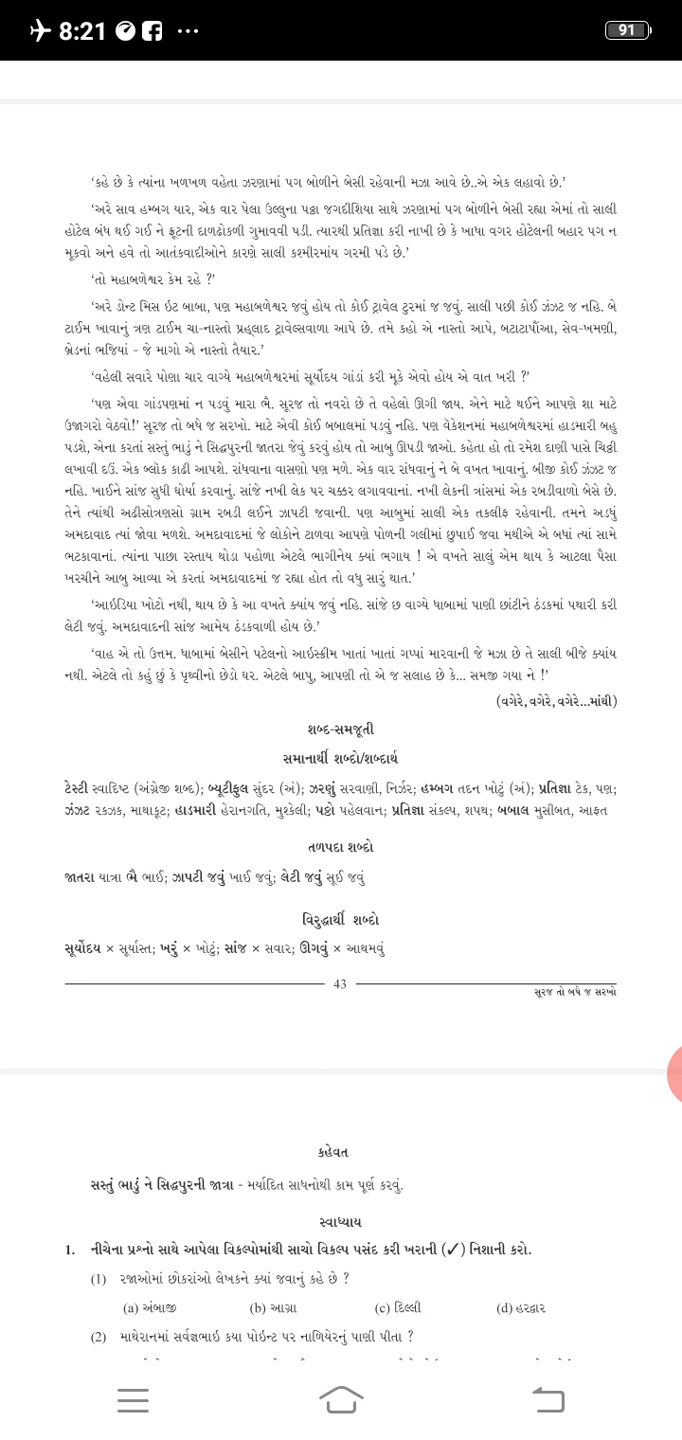 8:21
91
‘કહે છે કે ત્યાંના ખળખળ વહેતા ઝરણામાં પગ બોળીને બેસી રહેવાની મઝા આવે છે..એ એક લહાવો છે.’
‘અરે સાવ હમ્બગ યાર, એક વાર પેલા ઉલ્લુના પઠ્ઠા જગદીશિયા સાથે ઝરણામાં પગ બોળીને બેસી રહ્યા એમાં તો સાલી
હોટેલ બંધ થઈ ગઈ ને ફૂટની દાળઢોકળી ગુમાવવી પડી. ત્યારથી પ્રતિજ્ઞા કરી નાખી છે કે ખાધા વગર હોટેલની બહાર પગ ન
મૂકવો અને હવે તો આતંકવાદીઓને કારણે સાલી કશ્મીરમાંય ગરમી પડે છે.’
‘તો મહાબળેશ્વર કેમ રહે ?’
‘અરે ડોન્ટ મિસ ઇટ બાબા, પણ મહાબળેશ્વર જવું હોય તો કોઈ ટ્રાવેલ ટુરમાં જ જવું. સાલી પછી કોઈ ઝંઝટ જ નહિ. બે
ટાઈમ ખાવાનું ત્રણ ટાઈમ ચા-નાસ્તો પ્રહ્લાદ ટ્રાવેલ્સવાળા આપે છે. તમે કહો એ નાસ્તો આપે, બટાટાપૌંઆ, સેવ-ખમણી,
બ્રેડનાં ભજિયાં - જે માગો એ નાસ્તો તૈયાર.’
‘વહેલી સવારે પોણા ચાર વાગ્યે મહાબળેશ્વરમાં સૂર્યોદય ગાંડાં કરી મૂકે એવો હોય એ વાત ખરી ?’
‘પણ એવા ગાંડપણમાં ન પડવું મારા ભૈ. સૂરજ તો નવરો છે તે વહેલો ઊગી જાય. એને માટે થઈને આપણે શા માટે
ઉજાગરો વેઠવો!’ સૂરજ તો બધે જ સરખો. માટે એવી કોઈ બબાલમાં પડવું નહિ. પણ વૅકેશનમાં મહાબળેશ્વરમાં હાડમારી બહુ
પડશે, એના કરતાં સસ્તું ભાડું ને સિદ્ધપુરની જાતરા જેવું કરવું હોય તો આબુ ઊપડી જાઓ. કહેતા હો તો રમેશ દાણી પાસે ચિઠ્ઠી
લખાવી દઉં. એક બ્લોક કાઢી આપશે. રાંધવાના વાસણો પણ મળે. એક વાર રાંધવાનું ને બે વખત ખાવાનું. બીજી કોઈ ઝંઝટ જ
નહિ. ખાઈને સાંજ સુધી ઘોર્યા કરવાનું. સાંજે નખી લેક પર ચક્કર લગાવવાનાં. નખી લેકની ત્રાંસમાં એક રબડીવાળો બેસે છે.
તેને ત્યાંથી અઢીસોત્રણસો ગ્રામ રબડી લઈને ઝાપટી જવાની. પણ આબુમાં સાલી એક તકલીફ રહેવાની. તમને અડધું
અમદાવાદ ત્યાં જોવા મળશે. અમદાવાદમાં જે લોકોને ટાળવા આપણે પોળની ગલીમાં છુપાઈ જવા મથીએ એ બધાં ત્યાં સામે
ભટકાવાનાં. ત્યાંના પાછા રસ્તાય થોડા પહોળા એટલે ભાગીનેય ક્યાં ભગાય ! એ વખતે સાલું એમ થાય કે આટલા પૈસા
ખરચીને આબુ આવ્યા એ કરતાં અમદાવાદમાં જ રહ્યા હોત તો વધુ સારું થાત.’
‘આઇડિયા ખોટો નથી, થાય છે કે આ વખતે ક્યાંય જવું નહિ. સાંજે છ વાગ્યે ધાબામાં પાણી છાંટીને ઠંડકમાં પથારી કરી
લેટી જવું. અમદાવાદની સાંજ આમેય ઠંડકવાળી હોય છે.’
‘વાહ એ તો ઉત્તમ. ધાબામાં બેસીને પટેલનો આઇસ્ક્રીમ ખાતાં ખાતાં ગપ્પાં મારવાની જે મઝા છે તે સાલી બીજે ક્યાંય
નથી. એટલે તો કહું છું કે પૃથ્વીનો છેડો ઘર. એટલે બાપુ, આપણી તો એ જ સલાહ છે કે... સમજી ગયા ને !’
(વગેરે, વગેરે, વગેરે...માંથી)
શબ્દ-સમજૂતી
સમાનાર્થી શબ્દો/શબ્દાર્થ
ટેસ્ટી સ્વાદિષ્ટ (અંગ્રેજી શબ્દ); બ્યૂટીફુલ સુંદર (અં); ઝરણું સરવાણી, નિર્ઝર; હમ્બગ તદન ખોટું (અં); પ્રતિજ્ઞા ટેક, પણ;
ઝંઝટ રકઝક, માથાકૂટ; હાડમારી હેરાનગતિ, મુશ્કેલી; પઠ્ઠો પહેલવાન; પ્રતિજ્ઞા સંકલ્પ, શપથ; બબાલ મુસીબત, આફત
તળપદા શબ્દો
જાતરા યાત્રા ભૈ ભાઈ; ઝાપટી જવું ખાઈ જવું; લેટી જવું સૂઈ જવું
વિરુદ્ધાર્થી શબ્દો
સૂર્યોદય × સૂર્યાસ્ત; ખરું × ખોટું; સાંજ × સવાર; ઊગવું × આથમવું
43
સૂરજ તો બધે જ સરખો
કહેવત
સસ્તું ભાડું ને સિદ્ધપુરની જાત્રા - મર્યાદિત સાધનોથી કામ પૂર્ણ કરવું.
સ્વાધ્યાય
1. નીચેના પ્રશ્નો સાથે આપેલા વિકલ્પોમાંથી સાચો વિકલ્પ પસંદ કરી ખરાની (✓) નિશાની કરો.
(1) રજાઓમાં છોકરાંઓ લેખકને ક્યાં જવાનું કહે છે ?
(a) અંબાજી (b) આગ્રા (c) દિલ્લી (d) હરદ્વાર
(2) માથેરાનમાં સર્વજ્ઞભાઇ કયા પોઇન્ટ પર નાળિયેરનું પાણી પીતા ?